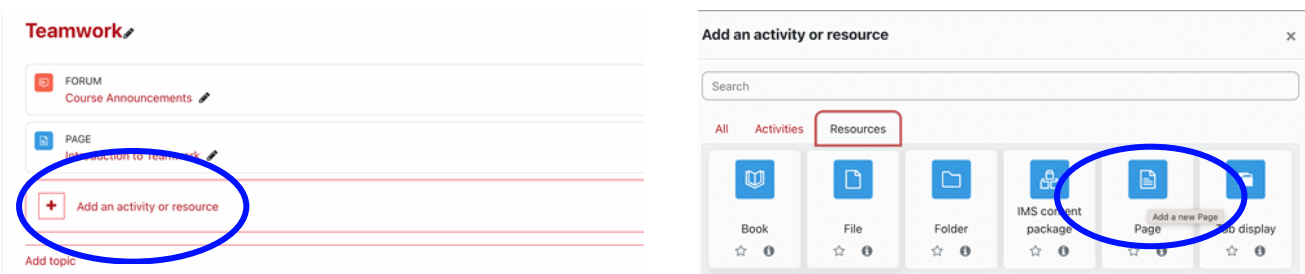 Teamwork
FORUM
Course Announcements
PAGE
Introduction to Teamwork
+ Add an activity or resource
Add topic
Add an activity or resource ×
Search
All Activities Resources
Book File Folder IMS content package Page Tab display
Add a new Page